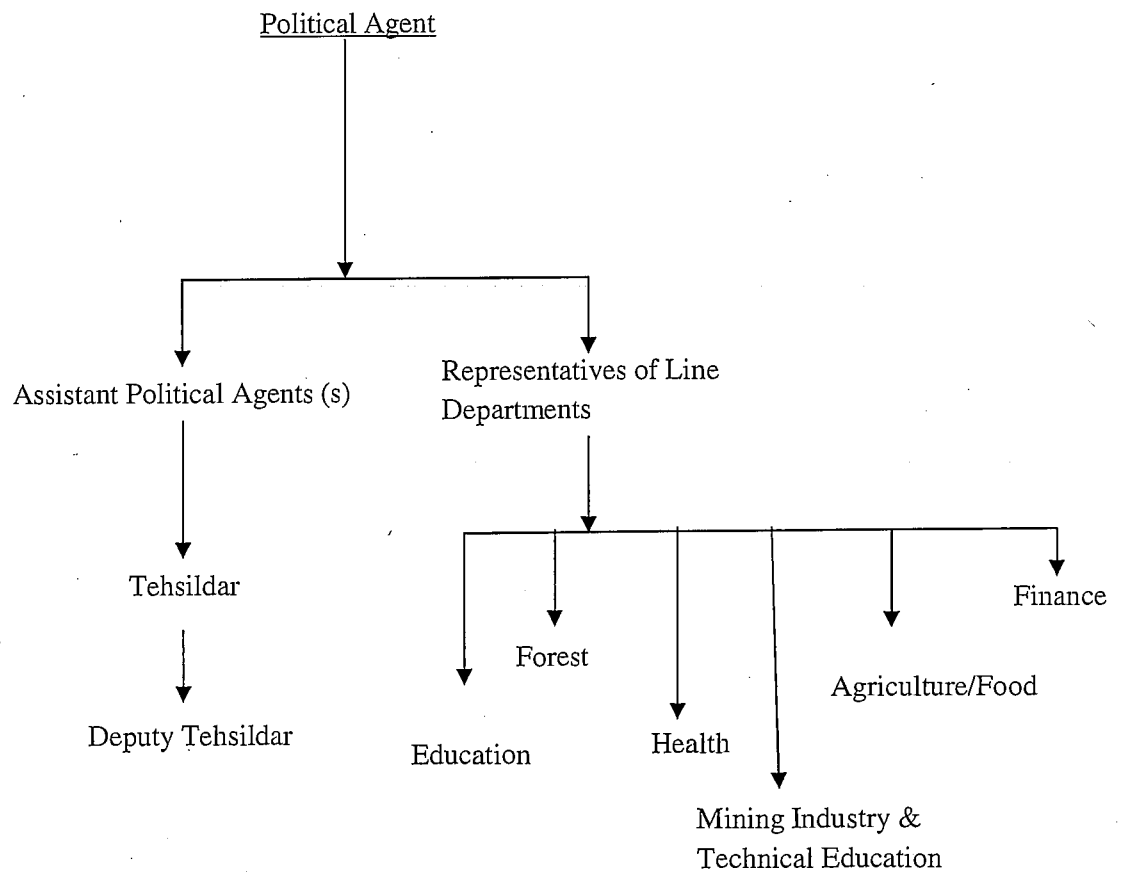 Political Agent
Assistant Political Agents (s)
Representatives of Line
Departments
Tehsildar
Deputy Tehsildar
Education
Forest
Health
Mining Industry &
Technical Education
Agriculture/Food
Finance